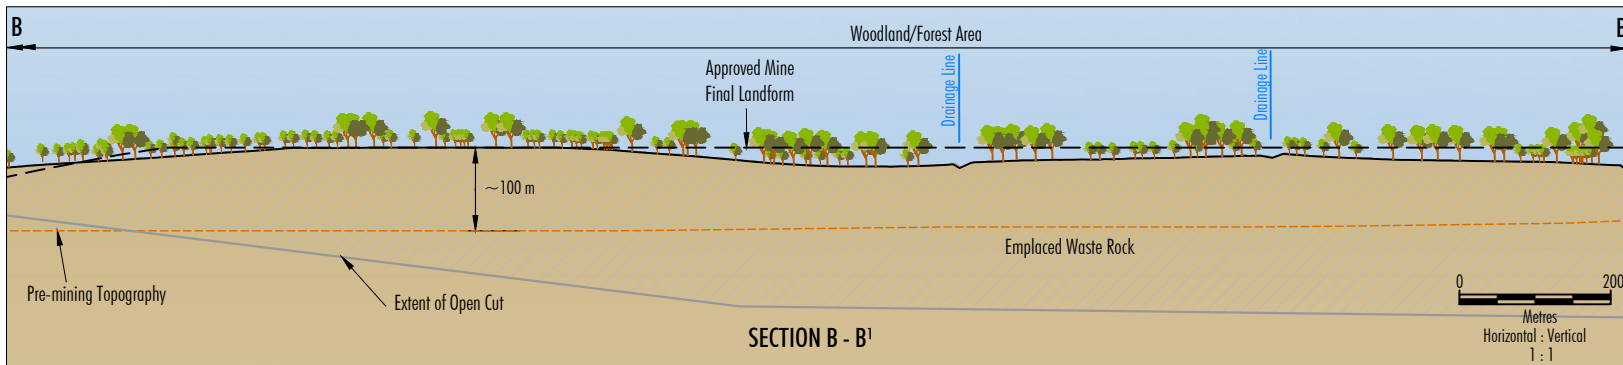 B
Woodland/Forest Area
B
Approved Mine
Final Landform
Drainage Line
Drainage Line
~100 m
Emplaced Waste Rock
Pre-mining Topography
Extent of Open Cut
0
200
Metres
Horizontal : Vertical
1 : 1
SECTION B - B¹